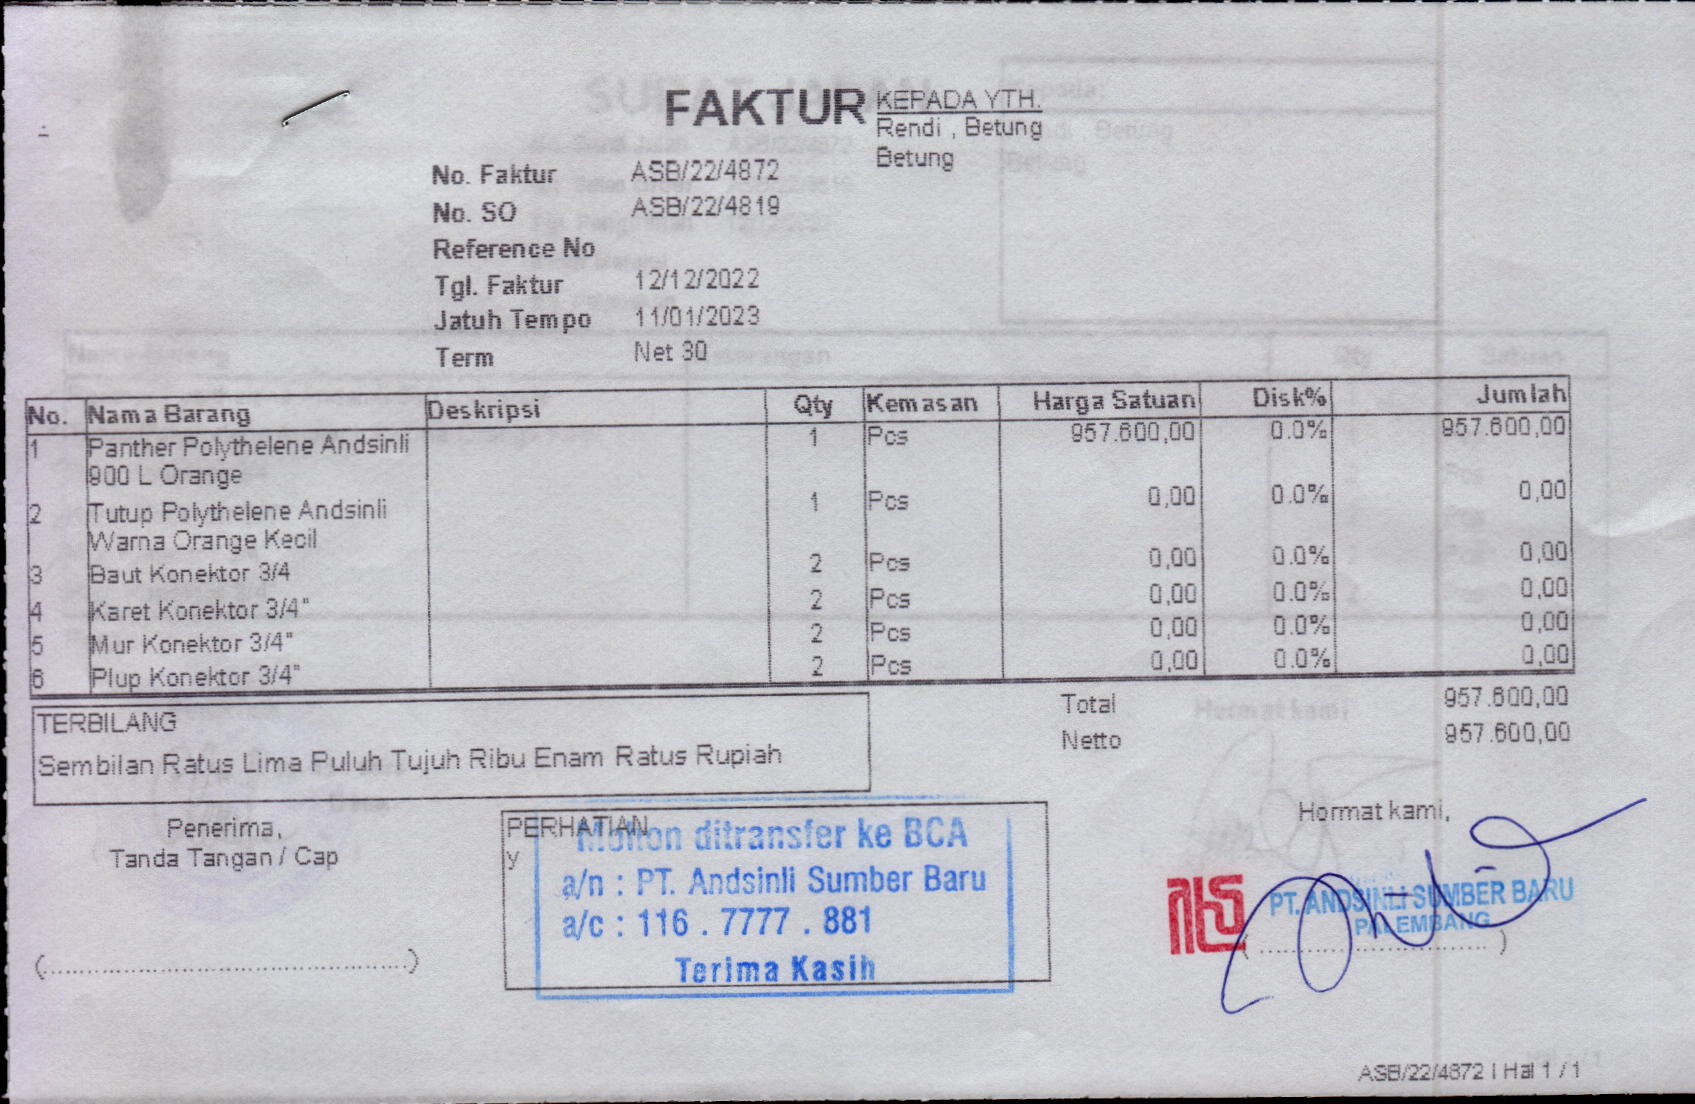 FAKTUR
KEPADA YTH.
Rendi , Betung
Betung
No. Faktur ASB/22/4872
No. SO ASB/22/4819
Reference No
Tgl. Faktur 12/12/2022
Jatuh Tempo 11/01/2023
Term Net 30
No. Nama Barang Deskripsi Qty Kemasan Harga Satuan Disk% Jumlah
1 Panther Polythelene Andsinli 1 Pcs 957.600,00 0.0% 957.600,00
900 L Orange
2 Tutup Polythelene Andsinli 1 Pcs 0,00 0.0% 0,00
Warna Orange Kecil
3 Baut Konektor 3/4 2 Pcs 0,00 0.0% 0,00
4 Karet Konektor 3/4" 2 Pcs 0,00 0.0% 0,00
5 Mur Konektor 3/4" 2 Pcs 0,00 0.0% 0,00
6 Plup Konektor 3/4" 2 Pcs 0,00 0.0% 0,00
Total 957.600,00
Netto 957.600,00
TERBILANG
Sembilan Ratus Lima Puluh Tujuh Ribu Enam Ratus Rupiah
Penerima,
Tanda Tangan / Cap
(......................................................)
PERHATIAN
y
Mohon ditransfer ke BCA
a/n : PT. Andsinli Sumber Baru
a/c : 116 . 7777 . 881
Terima Kasih
Hormat kami,
PT. ANDSINLI SUMBER BARU
PALEMBANG
(......................................)
ASB/22/4872 | Hal 1 / 1